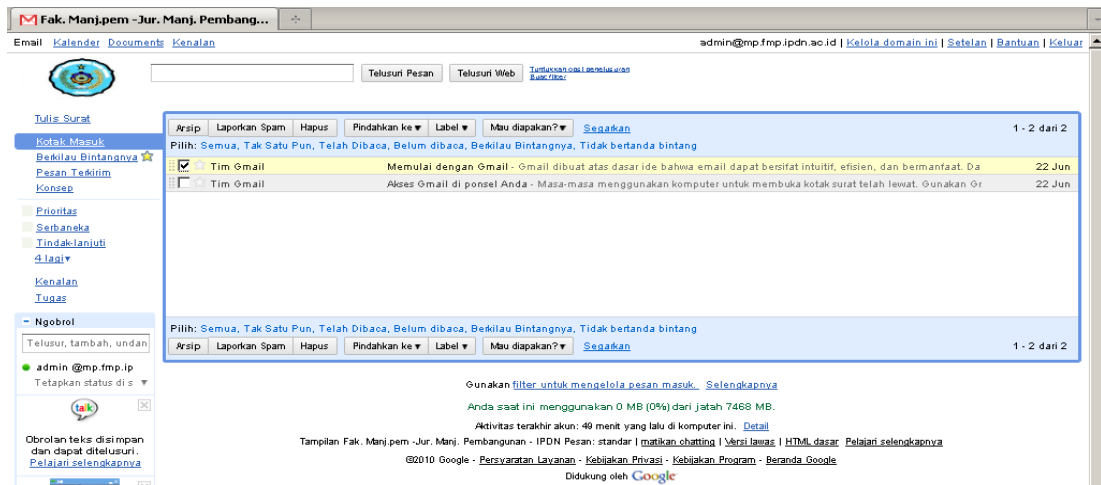 Fak. Manj.pem -Jur. Manj. Pembang...
Email Kalender Documents Kenalan
admin@mp.fmp.ipdn.ac.id | Kelola domain ini | Setelan | Bantuan | Keluar
Telusuri Pesan Telusuri Web Tunjukkan opsi penelusuran
Buat filter
Tulis Surat
Kotak Masuk
Berkilau Bintangnya
Pesan Terkirim
Konsep
Prioritas
Serbaneka
Tindak-lanjuti
4 lagi▼
Kenalan
Tugas
Arsip Laporkan Spam Hapus Pindahkan ke▼ Label▼ Mau diapakan?▼ Segarkan 1 - 2 dari 2
Pilih: Semua, Tak Satu Pun, Telah Dibaca, Belum dibaca, Berkilau Bintangnya, Tidak bertanda bintang
Tim Gmail Memulai dengan Gmail - Gmail dibuat atas dasar ide bahwa email dapat bersifat intuitif, efisien, dan bermanfaat. Da 22 Jun
Tim Gmail Akses Gmail di ponsel Anda - Masa-masa menggunakan komputer untuk membuka kotak surat telah lewat. Gunakan Gr 22 Jun
Pilih: Semua, Tak Satu Pun, Telah Dibaca, Belum dibaca, Berkilau Bintangnya, Tidak bertanda bintang
Arsip Laporkan Spam Hapus Pindahkan ke▼ Label▼ Mau diapakan?▼ Segarkan 1 - 2 dari 2
− Ngobrol
Telusur, tambah, undan
admin @mp.fmp.ip
Tetapkan status di s ▼
talk
Obrolan teks disimpan
dan dapat ditelusuri.
Pelajari selengkapnya
Gunakan filter untuk mengelola pesan masuk. Selengkapnya
Anda saat ini menggunakan 0 MB (0%) dari jatah 7468 MB.
Aktivitas terakhir akun: 49 menit yang lalu di komputer ini. Detail
Tampilan Fak. Manj.pem -Jur. Manj. Pembangunan - IPDN Pesan: standar | matikan chatting | Versi lawas | HTML dasar Pelajari selengkapnya
©2010 Google - Persyaratan Layanan - Kebijakan Privasi - Kebijakan Program - Beranda Google
Didukung oleh Google